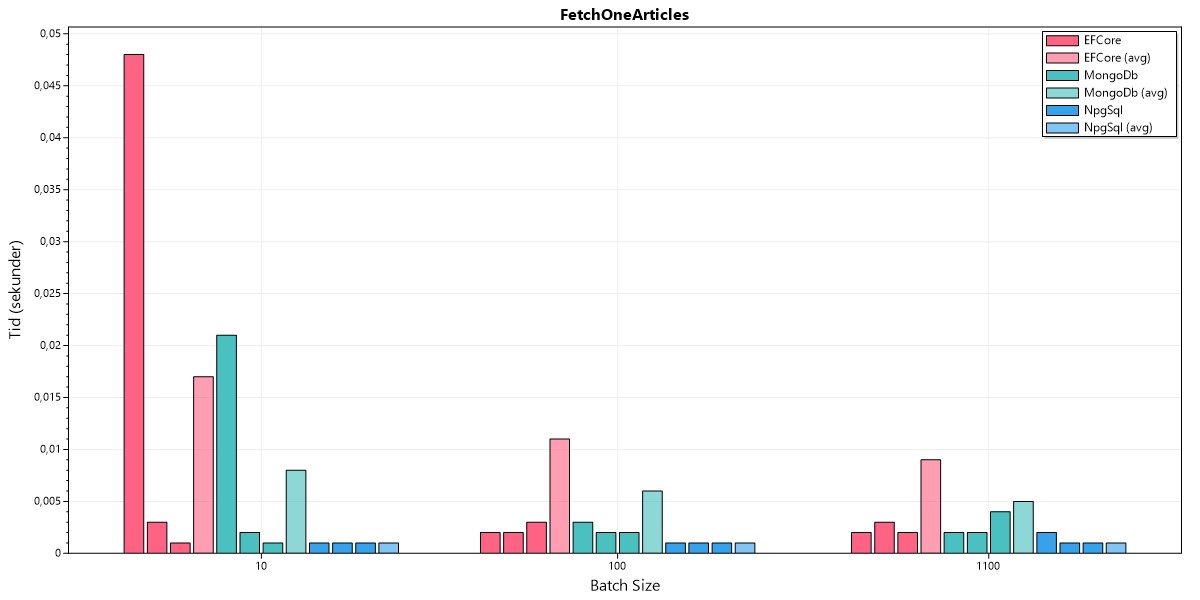 FetchOneArticles
EFCore
EFCore (avg)
MongoDb
MongoDb (avg)
NpgSql
NpgSql (avg)
0,05
0,045
0,04
0,035
0,03
0,025
0,02
0,015
0,01
0,005
0
Tid (sekunder)
10
100
1100
Batch Size